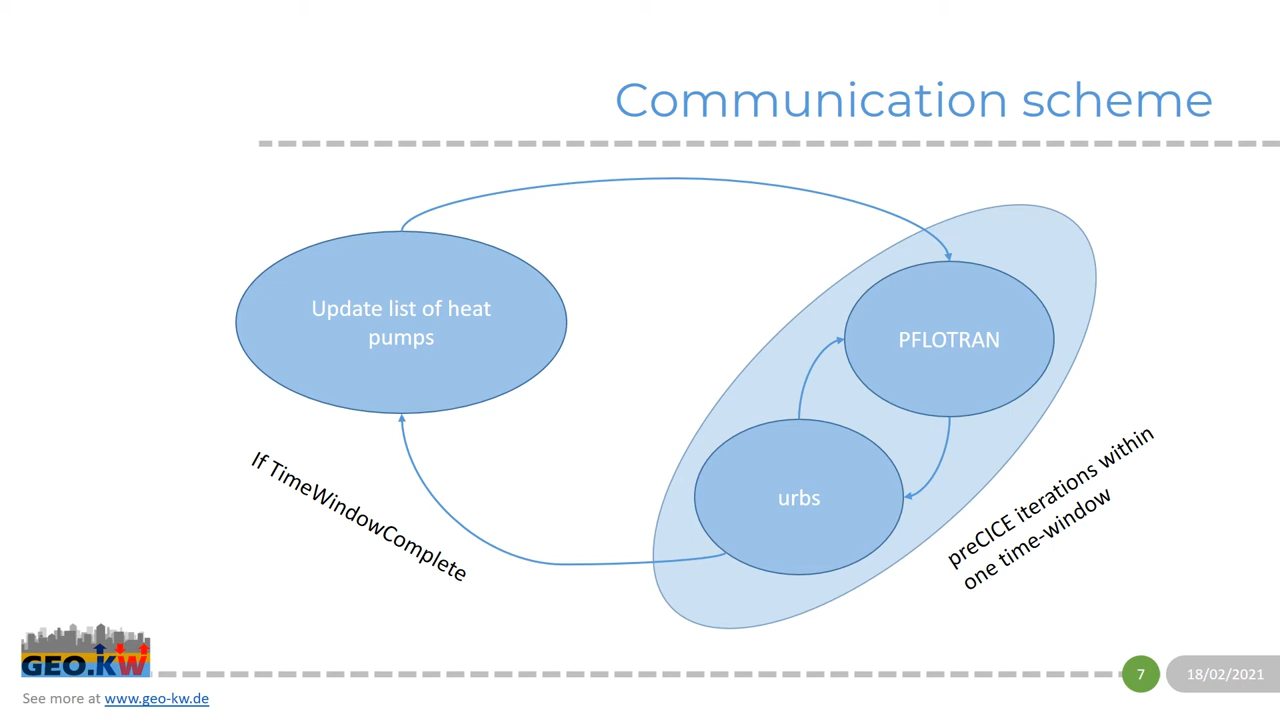 Communication scheme
Update list of heat
pumps
PFLOTRAN
urbs
If TimeWindowComplete
preCICE iterations within
one time-window
GEO.KW
See more at www.geo-kw.de
7
18/02/2021